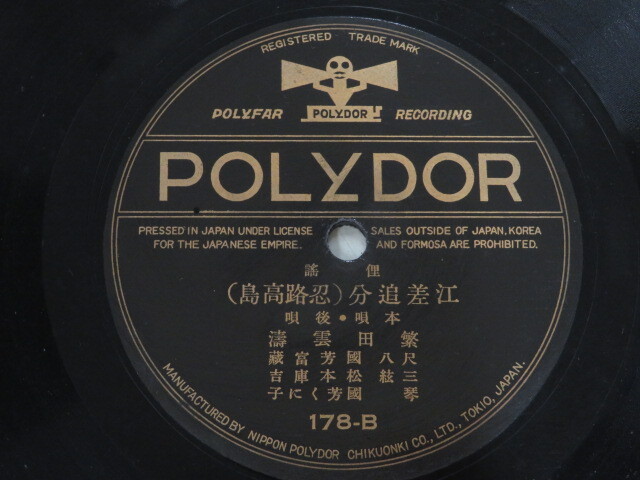 REGISTERED TRADE MARK
POLYFAR POLYDOR RECORDING
POLYDOR
PRESSED IN JAPAN UNDER LICENSE FOR THE JAPANESE EMPIRE.
SALES OUTSIDE OF JAPAN, KOREA AND FORMOSA ARE PROHIBITED.
俚謠
江差追分(忍路高島)
本唄・後唄
繁田雲濤
尺八 國芳富藏
三絃 松本庫吉
琴 國芳くに子
178-B
MANUFACTURED BY NIPPON POLYDOR CHIKUONKI CO., LTD., TOKIO, JAPAN.